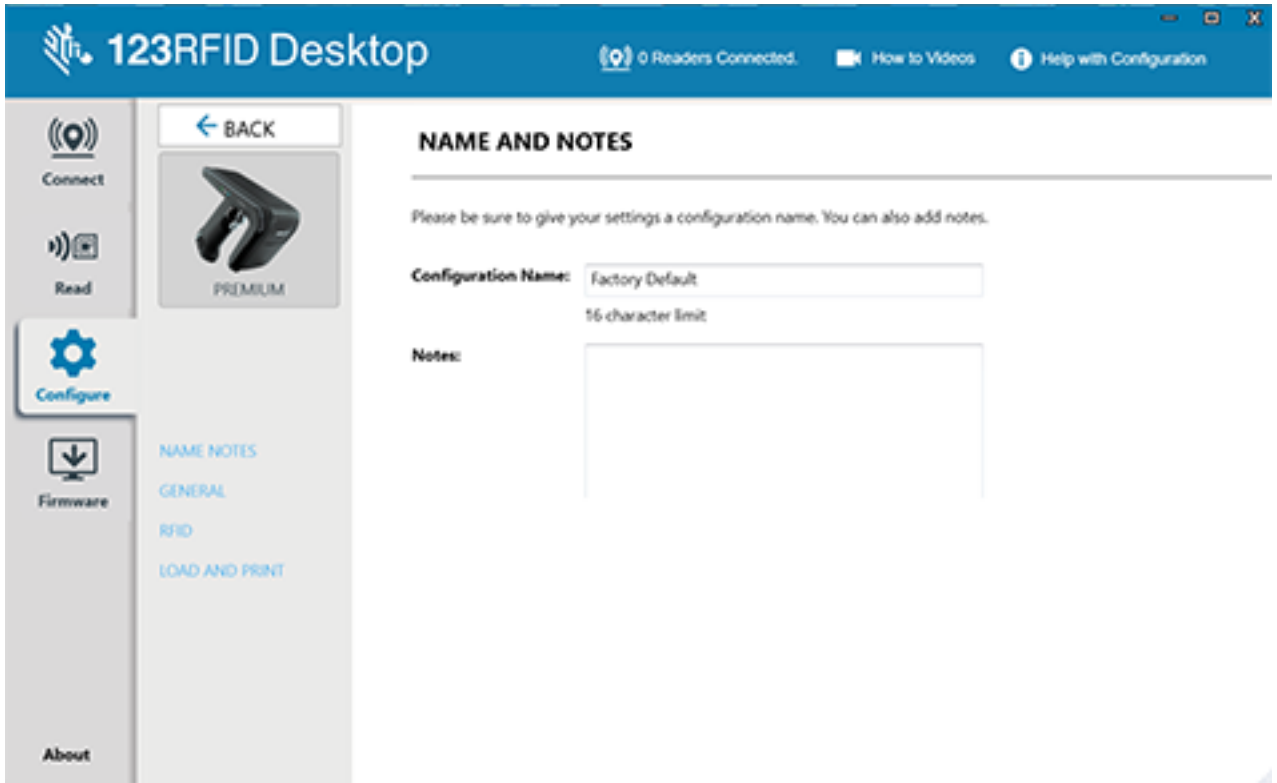 123RFID Desktop
0 Readers Connected.
How to Videos
Help with Configuration
Connect
Read
Configure
Firmware
About
BACK
PREMIUM
NAME NOTES
GENERAL
RFID
LOAD AND PRINT
NAME AND NOTES
Please be sure to give your settings a configuration name. You can also add notes.
Configuration Name: Factory Default
16 character limit
Notes: